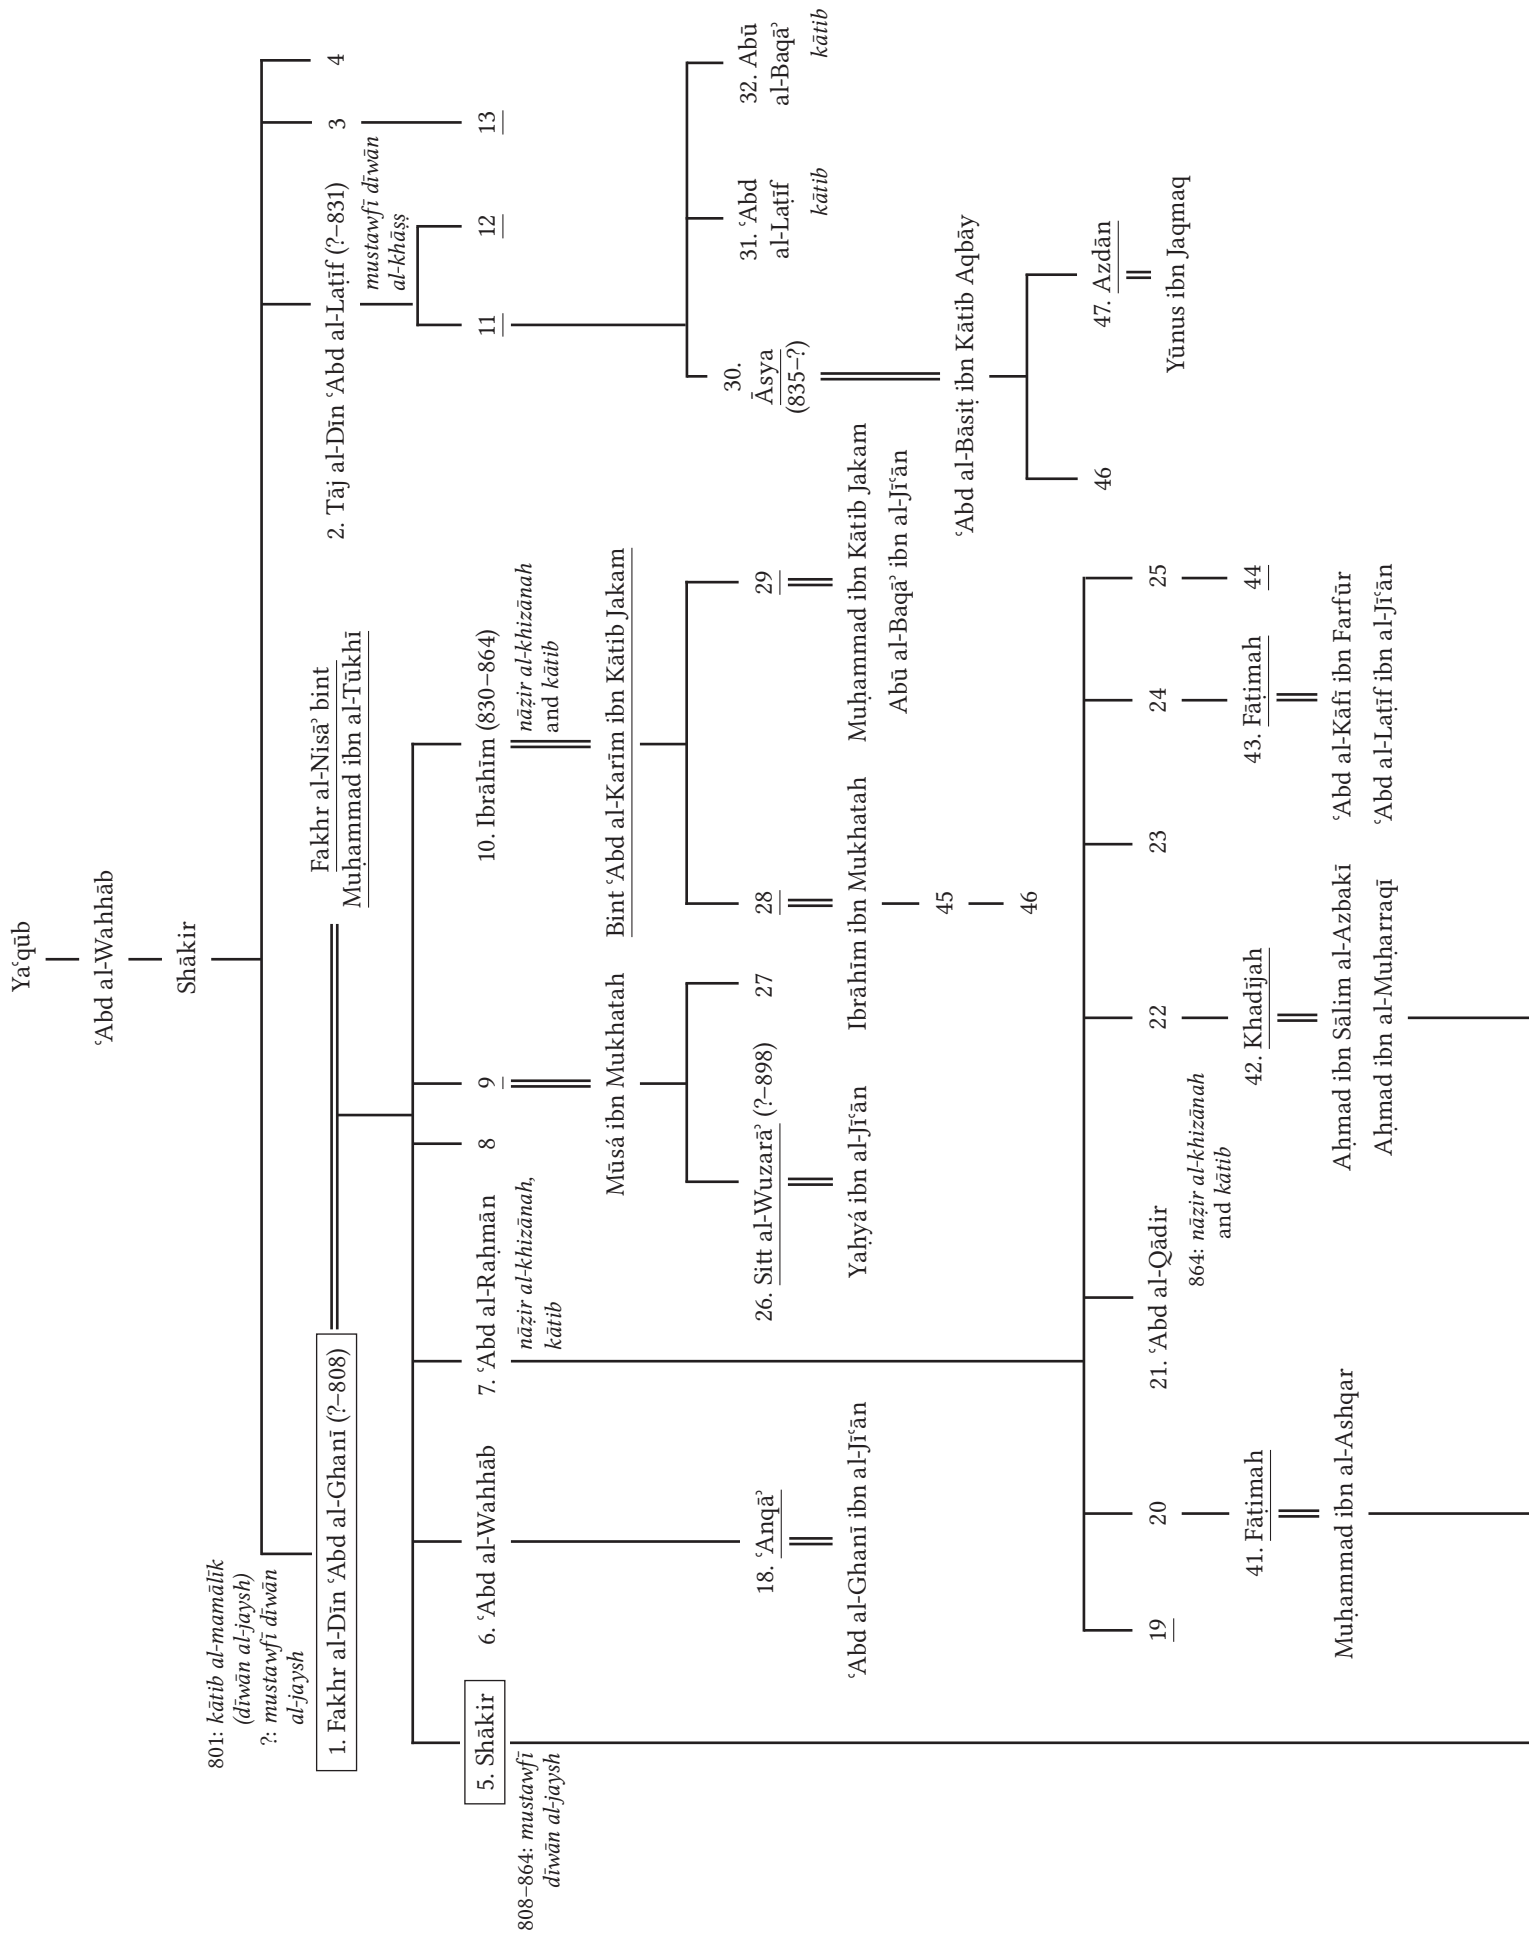 Yaʿqūb
ʿAbd al-Wahhāb
Shākir
801: kātib al-mamālīk
(dīwān al-jaysh)
?: mustawfī dīwān
al-jaysh
1. Fakhr al-Dīn ʿAbd al-Ghanī (?–808)
Fakhr al-Nisāʾ bint
Muḥammad ibn al-Tūkhī
2. Tāj al-Dīn ʿAbd al-Laṭīf (?–831)
mustawfī dīwān
al-khāṣṣ
3
4
5. Shākir
808–864: mustawfī
dīwān al-jaysh
6. ʿAbd al-Wahhāb
7. ʿAbd al-Raḥmān
nāẓir al-khizānah,
kātib
8
9
10. Ibrāhīm (830–864)
nāẓir al-khizānah
and kātib
11
12
13
Mūsá ibn Mukhatah
Bint ʿAbd al-Karīm ibn Kātib Jakam
18. ʿAnqāʾ
ʿAbd al-Ghanī ibn al-Jīʿān
26. Sitt al-Wuzarāʾ (?–898)
Yaḥyá ibn al-Jīʿān
27
28
Ibrāhīm ibn Mukhatah
45
46
29
Muḥammad ibn Kātib Jakam
Abū al-Baqāʾ ibn al-Jīʿān
30.
Āsya
(835–?)
31. ʿAbd
al-Laṭīf
kātib
32. Abū
al-Baqāʾ
kātib
ʿAbd al-Bāsiṭ ibn Kātib Aqbāy
46
47. Azdān
Yūnus ibn Jaqmaq
19
20
21. ʿAbd al-Qādir
864: nāẓir al-khizānah
and kātib
22
23
24
25
41. Fāṭimah
Muḥammad ibn al-Ashqar
42. Khadījah
Aḥmad ibn Sālim al-Azbakī
Aḥmad ibn al-Muḥarraqī
43. Fāṭimah
ʿAbd al-Kāfī ibn Farfūr
ʿAbd al-Laṭīf ibn al-Jīʿān
44